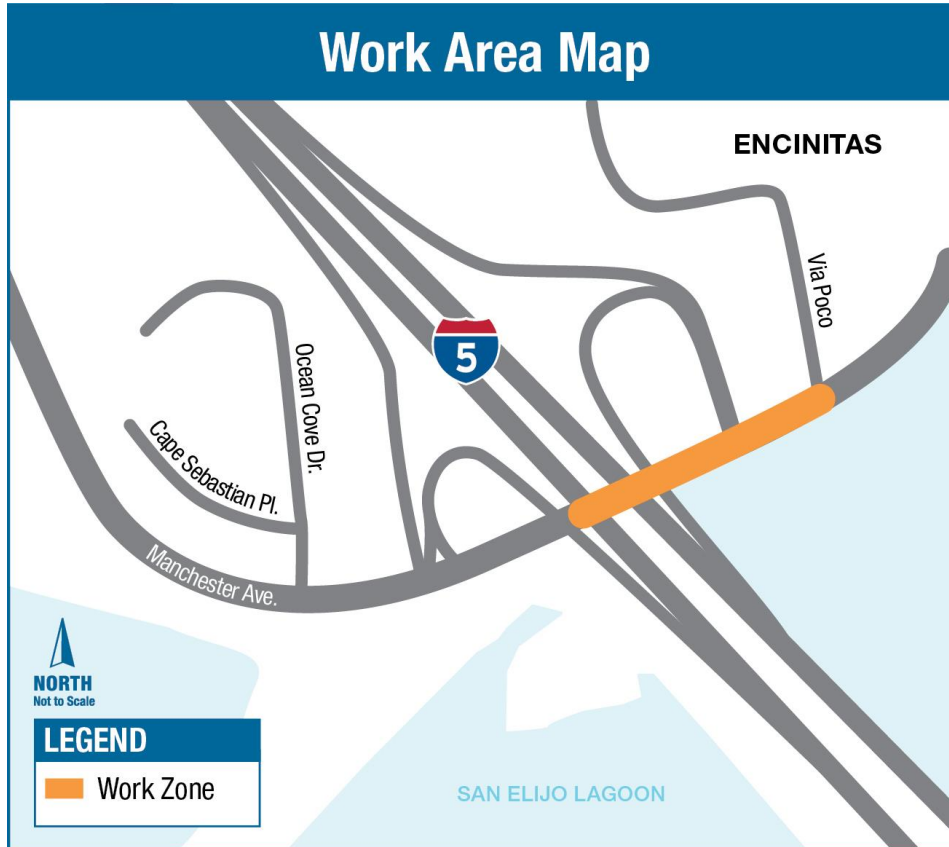 Work Area Map
ENCINITAS
Via Poco
5
Ocean Cove Dr.
Cape Sebastian Pl.
Manchester Ave.
NORTH
Not to Scale
LEGEND
Work Zone
SAN ELIJO LAGOON